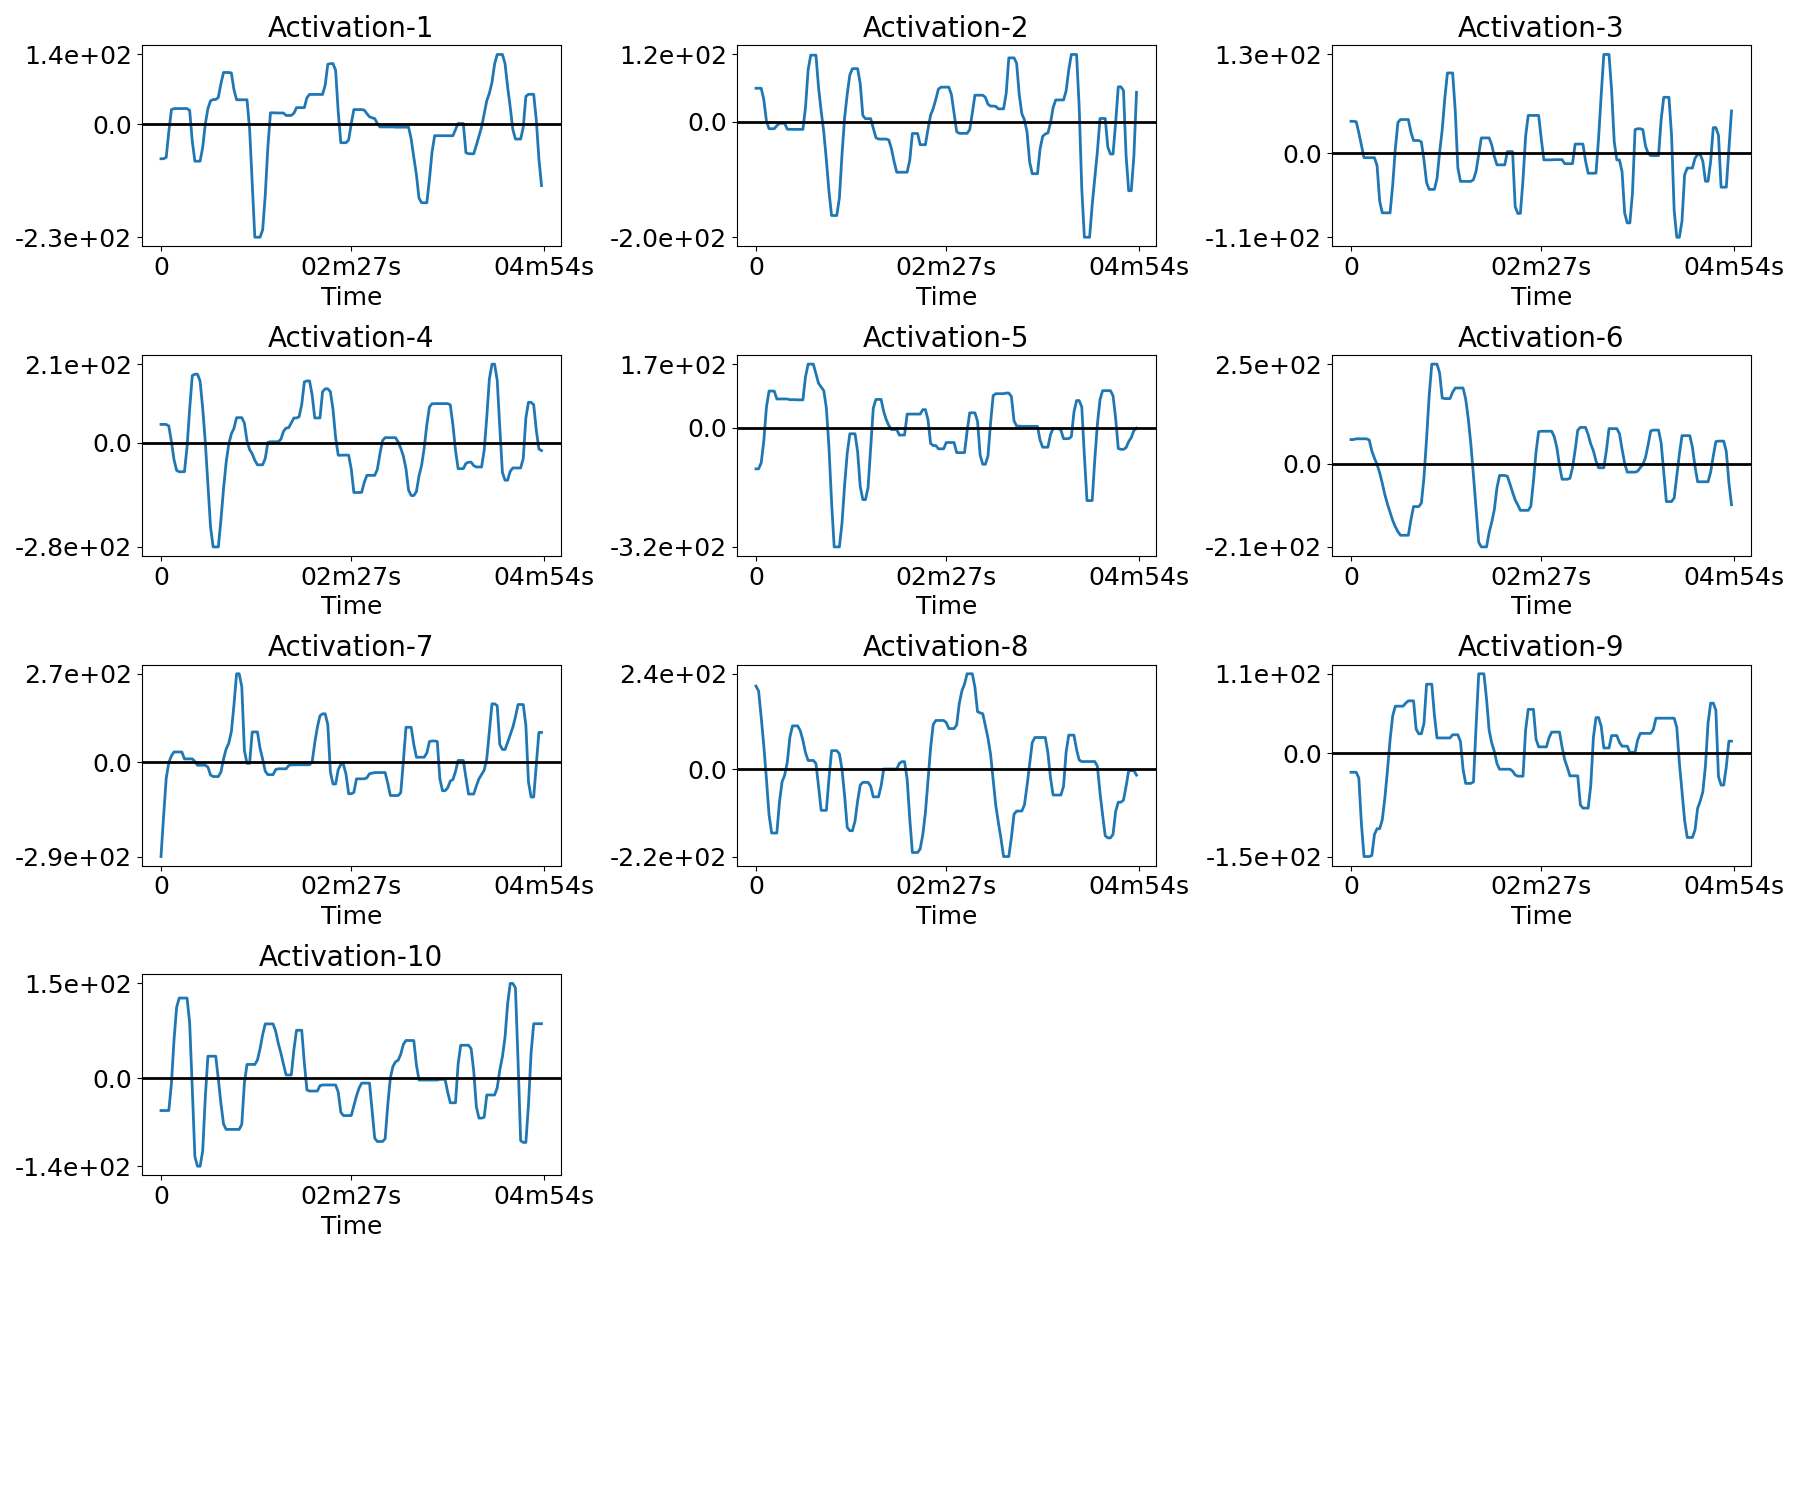 Activation-1
1.4e+02
0.0
-2.3e+02
0 02m27s 04m54s
Time
Activation-2
1.2e+02
0.0
-2.0e+02
0 02m27s 04m54s
Time
Activation-3
1.3e+02
0.0
-1.1e+02
0 02m27s 04m54s
Time
Activation-4
2.1e+02
0.0
-2.8e+02
0 02m27s 04m54s
Time
Activation-5
1.7e+02
0.0
-3.2e+02
0 02m27s 04m54s
Time
Activation-6
2.5e+02
0.0
-2.1e+02
0 02m27s 04m54s
Time
Activation-7
2.7e+02
0.0
-2.9e+02
0 02m27s 04m54s
Time
Activation-8
2.4e+02
0.0
-2.2e+02
0 02m27s 04m54s
Time
Activation-9
1.1e+02
0.0
-1.5e+02
0 02m27s 04m54s
Time
Activation-10
1.5e+02
0.0
-1.4e+02
0 02m27s 04m54s
Time